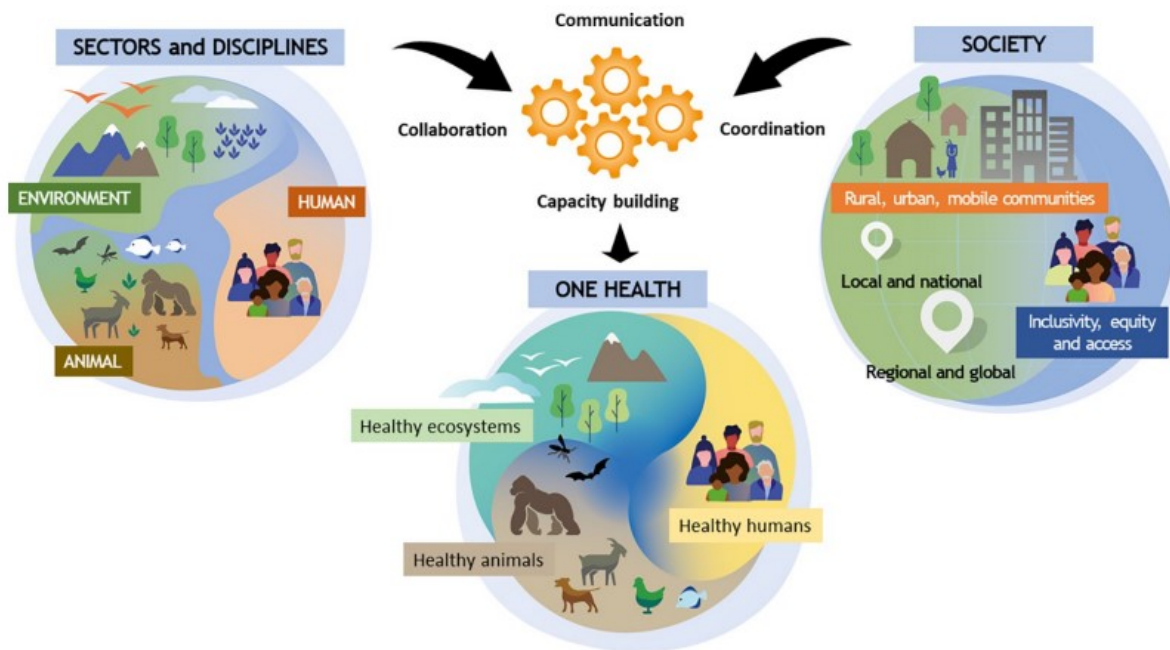 SECTORS and DISCIPLINES
ENVIRONMENT
HUMAN
ANIMAL
Communication
Collaboration
Coordination
Capacity building
SOCIETY
Rural, urban, mobile communities
Local and national
Inclusivity, equity
and access
Regional and global
ONE HEALTH
Healthy ecosystems
Healthy humans
Healthy animals